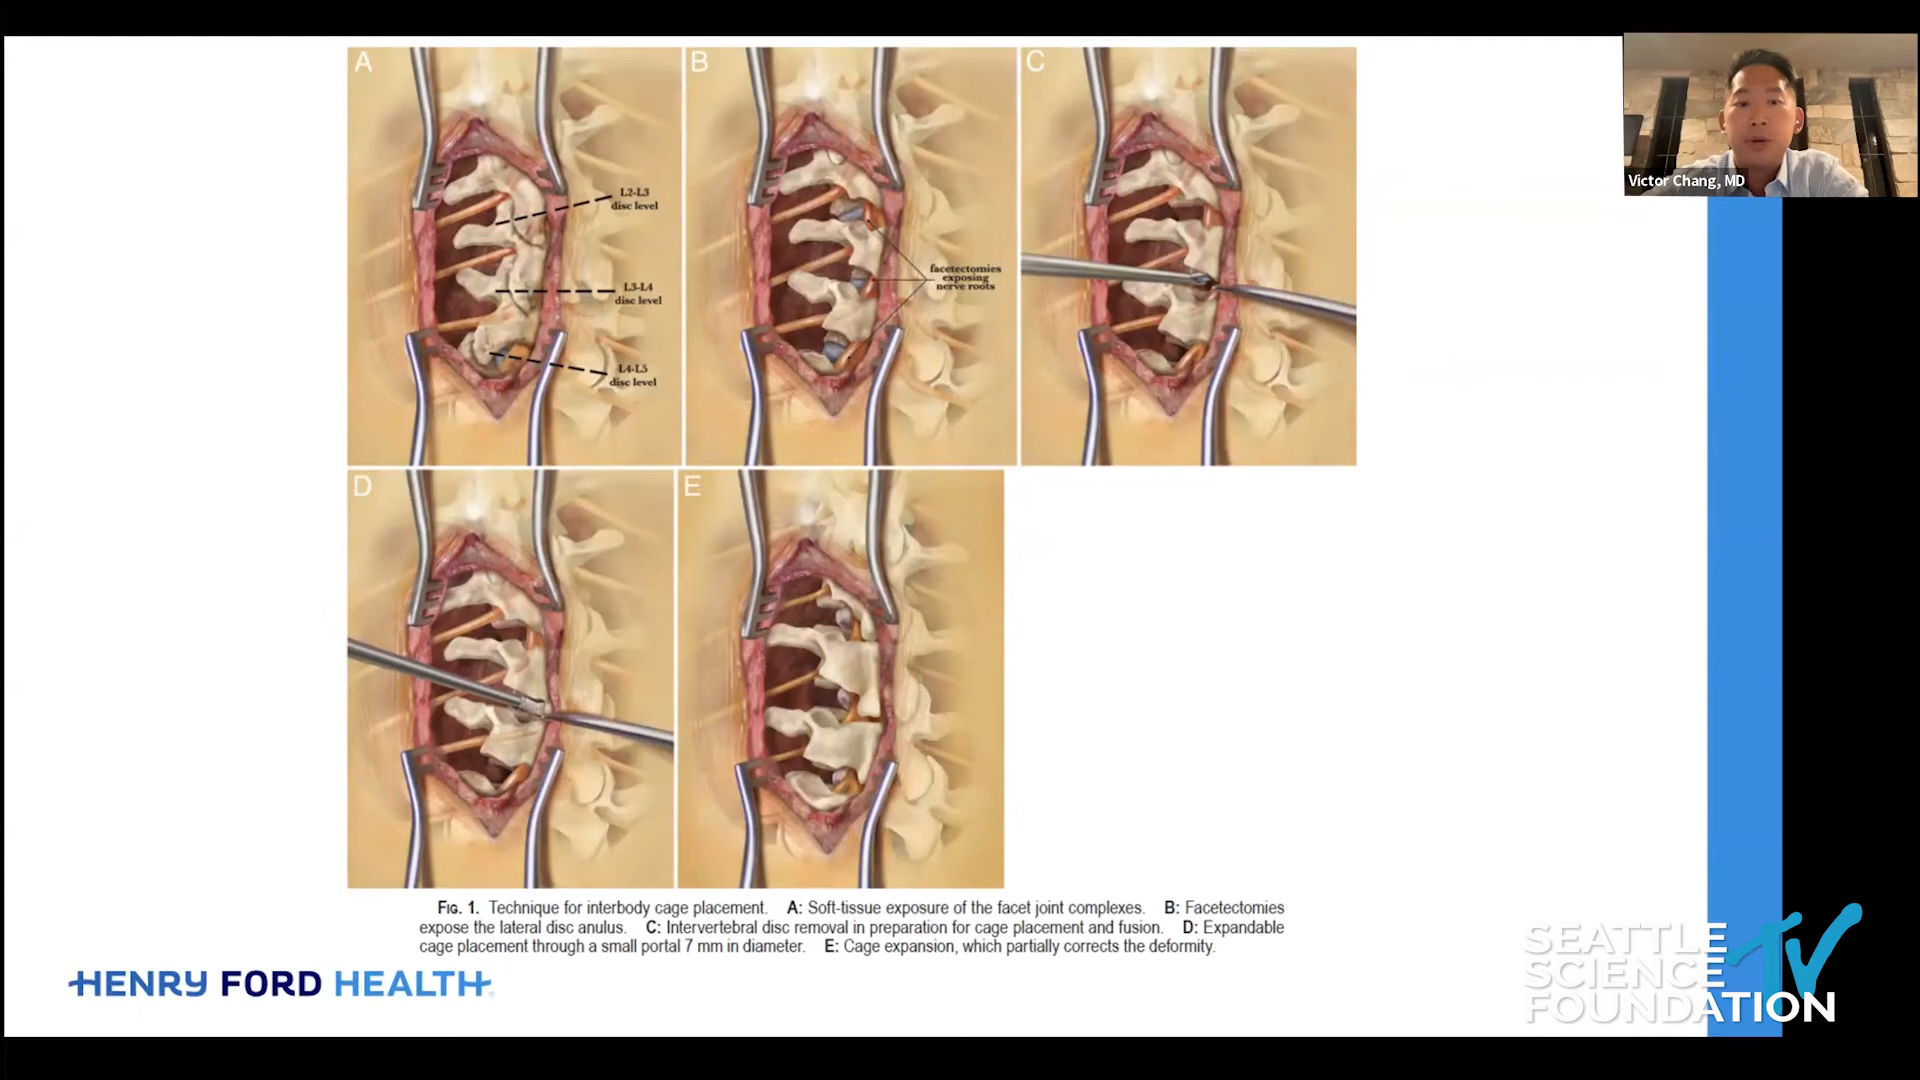 A
B
C
L2-L3
disc level
L3-L4
disc level
L4-L5
disc level
facetectomies
exposing
nerve roots
Victor Chang, MD
D
E
FIG. 1. Technique for interbody cage placement. A: Soft-tissue exposure of the facet joint complexes. B: Facetectomies
expose the lateral disc anulus. C: Intervertebral disc removal in preparation for cage placement and fusion. D: Expandable
cage placement through a small portal 7 mm in diameter. E: Cage expansion, which partially corrects the deformity.
HENRY FORD HEALTH
SEATTLE
SCIENCE
FOUNDATION
TV